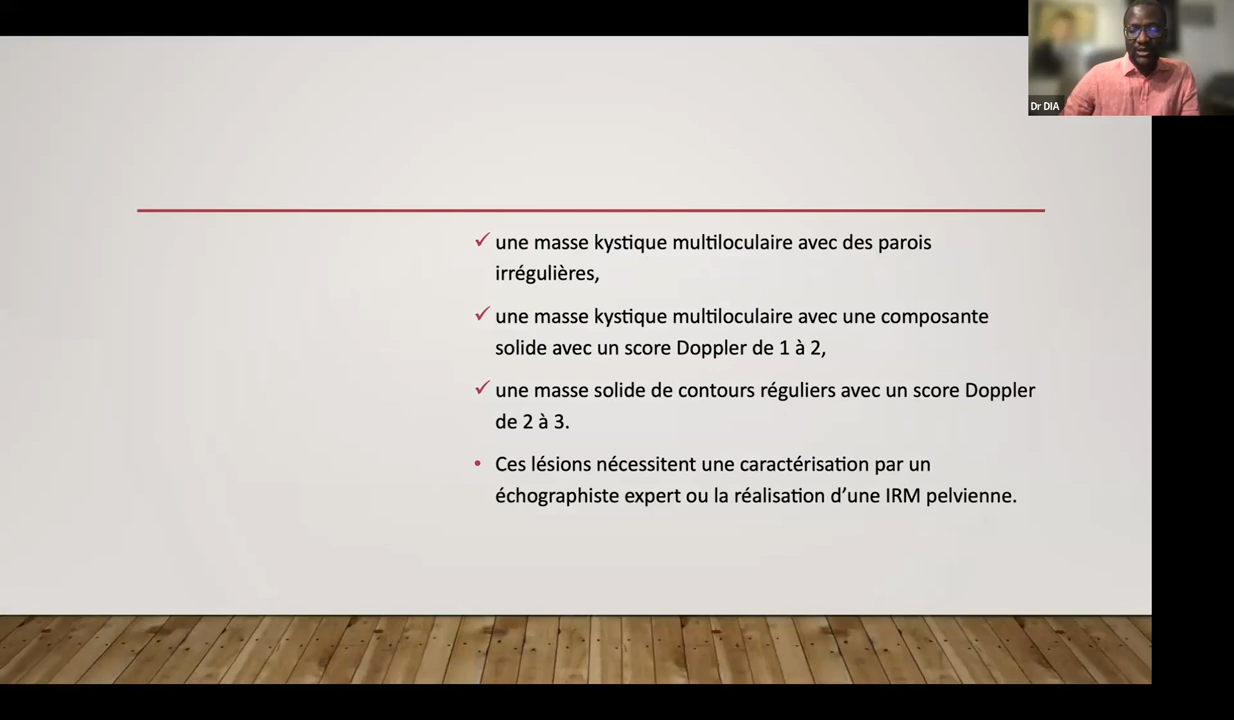 Dr DIA
une masse kystique multiloculaire avec des parois
irrégulières,
une masse kystique multiloculaire avec une composante
solide avec un score Doppler de 1 à 2,
une masse solide de contours réguliers avec un score Doppler
de 2 à 3.
Ces lésions nécessitent une caractérisation par un
échographiste expert ou la réalisation d’une IRM pelvienne.